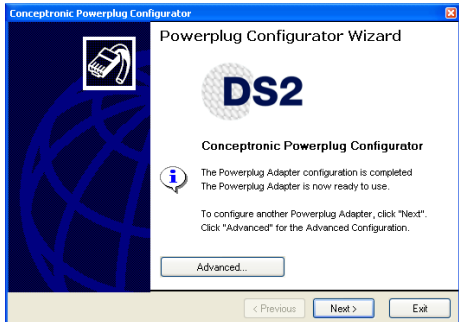 Conceptronic Powerplug Configurator
Powerplug Configurator Wizard
DS2
Conceptronic Powerplug Configurator
The Powerplug Adapter configuration is completed
The Powerplug Adapter is now ready to use.
To configure another Powerplug Adapter, click "Next".
Click "Advanced" for the Advanced Configuration.
Advanced...
< Previous
Next >
Exit